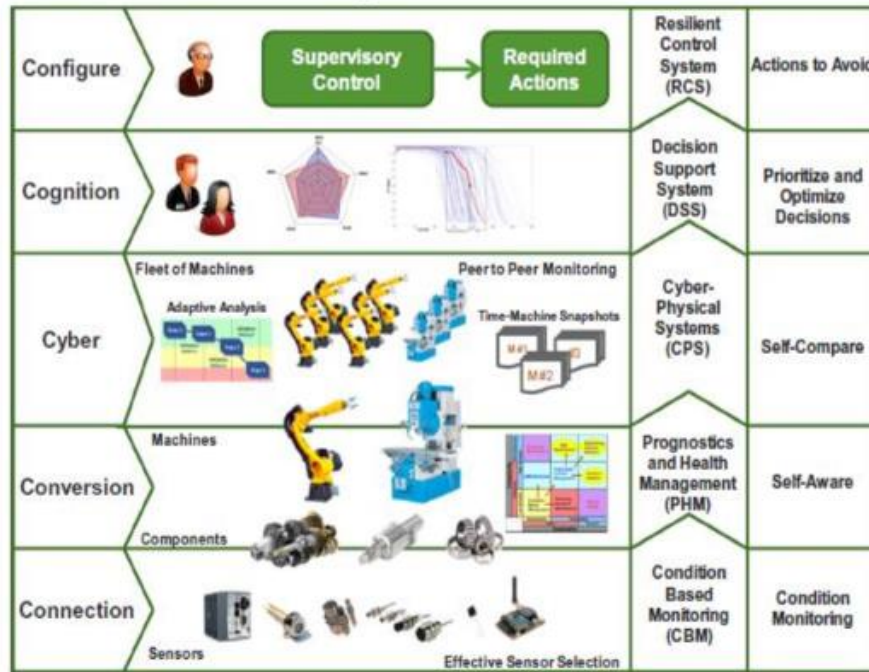 Configure
Supervisory
Control
Required
Actions
Resilient
Control
System
(RCS)
Actions to Avoid
Cognition
Decision
Support
System
(DSS)
Prioritize and
Optimize
Decisions
Cyber
Fleet of Machines
Peer to Peer Monitoring
Adaptive Analysis
Time-Machine Snapshots
M#1
M#2
Cyber-
Physical
Systems
(CPS)
Self-Compare
Conversion
Machines
Components
Prognostics
and Health
Management
(PHM)
Self-Aware
Connection
Sensors
Effective Sensor Selection
Condition
Based
Monitoring
(CBM)
Condition
Monitoring